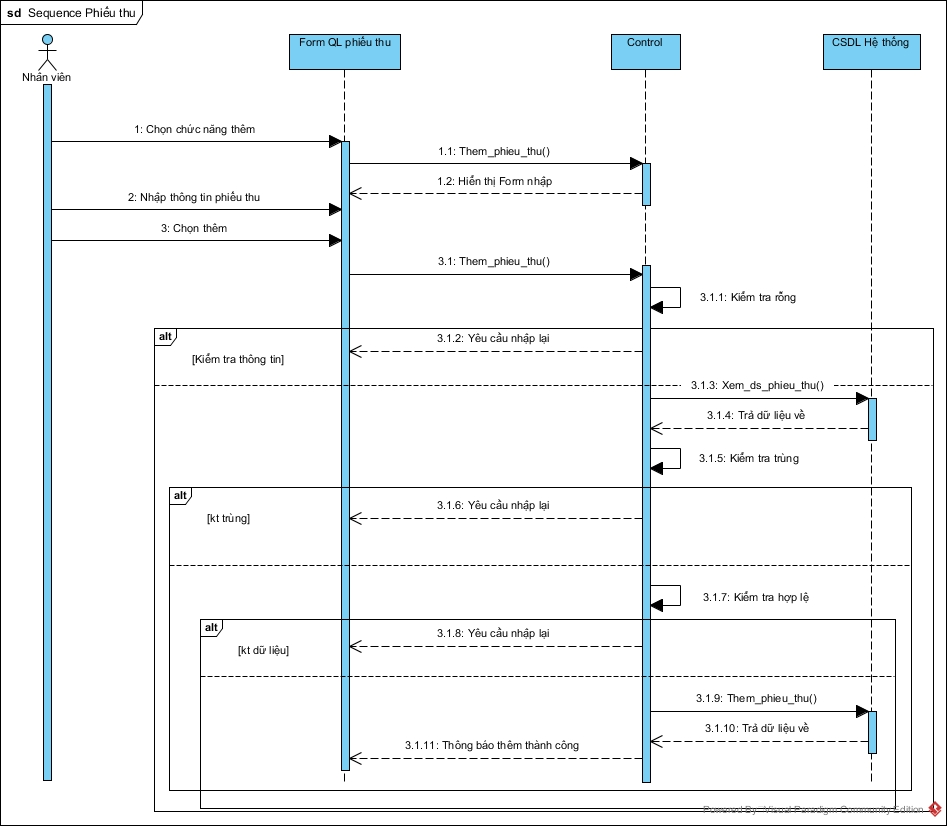 sd Sequence Phiếu thu
Nhân viên
Form QL phiếu thu
Control
CSDL Hệ thống
1: Chọn chức năng thêm
1.1: Them_phieu_thu()
1.2: Hiển thị Form nhập
2: Nhập thông tin phiếu thu
3: Chọn thêm
3.1: Them_phieu_thu()
3.1.1: Kiểm tra rỗng
alt
3.1.2: Yêu cầu nhập lại
[Kiểm tra thông tin]
3.1.3: Xem_ds_phieu_thu()
3.1.4: Trả dữ liệu về
3.1.5: Kiểm tra trùng
alt
3.1.6: Yêu cầu nhập lại
[kt trùng]
3.1.7: Kiểm tra hợp lệ
alt
3.1.8: Yêu cầu nhập lại
[kt dữ liệu]
3.1.9: Them_phieu_thu()
3.1.10: Trả dữ liệu về
3.1.11: Thông báo thêm thành công
Powered By Visual Paradigm Community Edition